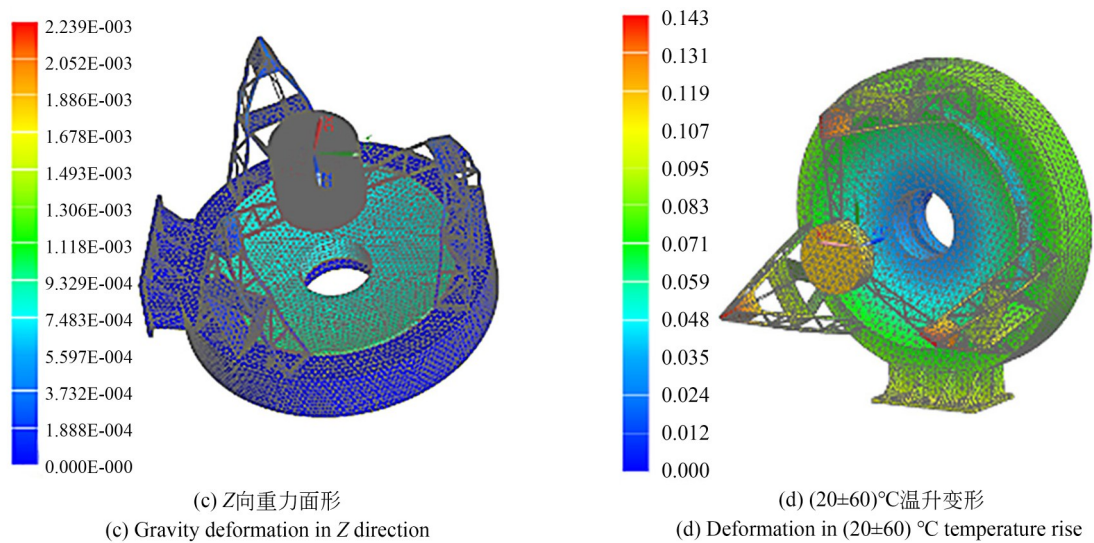 2.239E-003
2.052E-003
1.886E-003
1.678E-003
1.493E-003
1.306E-003
1.118E-003
9.329E-004
7.483E-004
5.597E-004
3.732E-004
1.888E-004
0.000E-000
(c) Z向重力面形
(c) Gravity deformation in Z direction
0.143
0.131
0.119
0.107
0.095
0.083
0.071
0.059
0.048
0.035
0.024
0.012
0.000
(d) (20±60)℃温升变形
(d) Deformation in (20±60) ℃ temperature rise